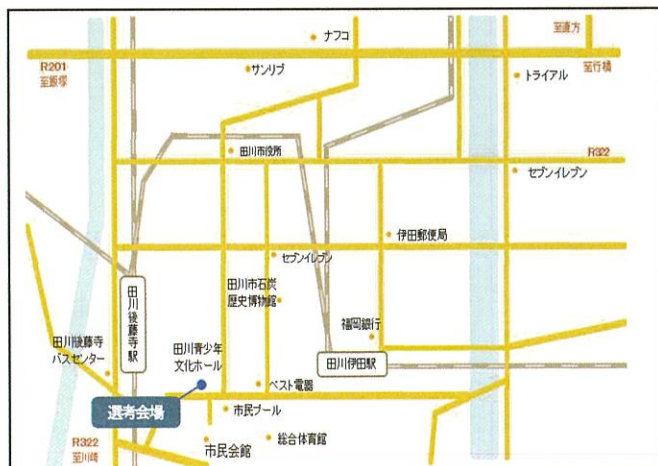 ナフコ
至直方
R201
至飯塚
サンリブ
至行橋
トライアル
田川市役所
R322
セブンイレブン
伊田郵便局
セブンイレブン
田川市石炭
歴史博物館
田川後藤寺駅
福岡銀行
田川後藤寺
バスセンター
田川青少年
文化ホール
田川伊田駅
ベスト電器
選考会場
市民プール
R322
至川崎
市民会館
総合体育館